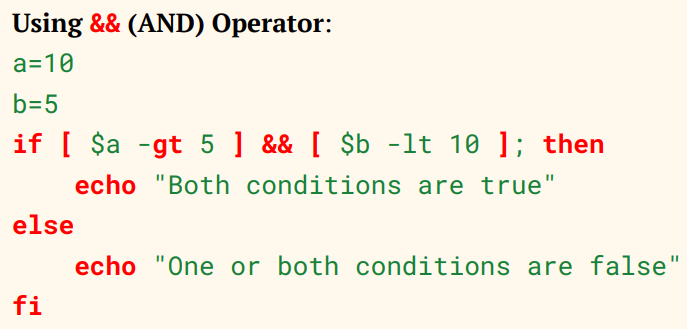 Using && (AND) Operator:
a=10
b=5
if [ $a -gt 5 ] && [ $b -lt 10 ]; then
    echo "Both conditions are true"
else
    echo "One or both conditions are false"
fi